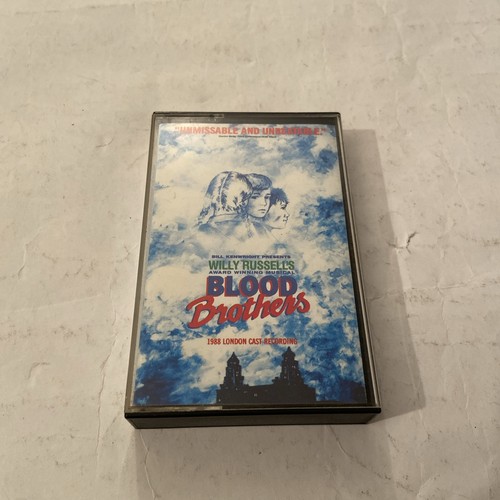 "UNMISSABLE AND UNBEATABLE."
BILL KENWRIGHT PRESENTS
WILLY RUSSELL'S
AWARD WINNING MUSICAL
BLOOD
Brothers
1988 LONDON CAST RECORDING